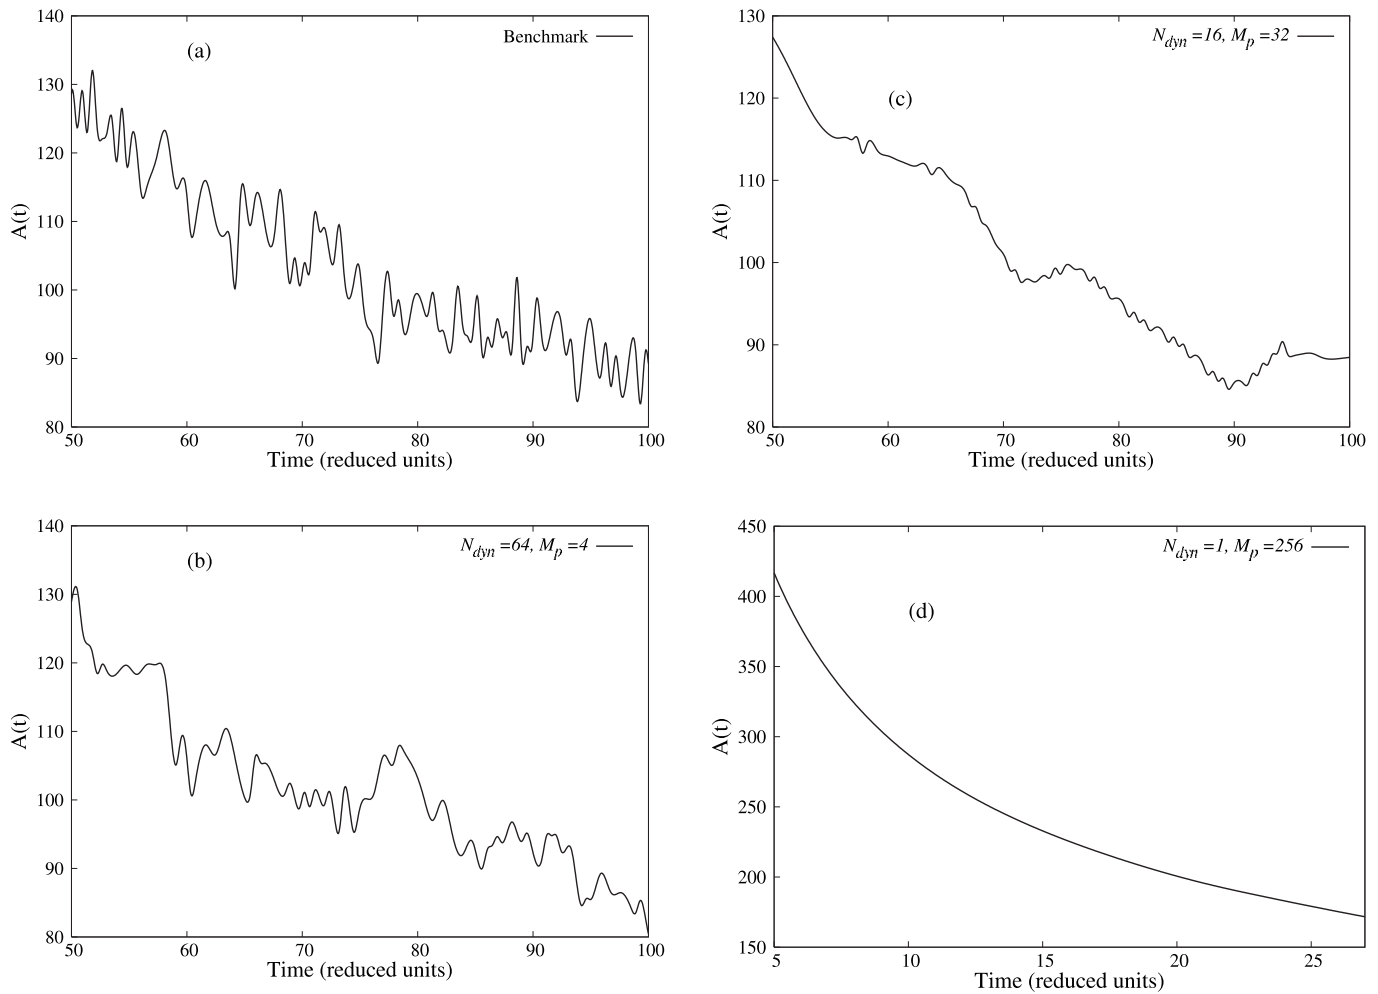 140
130
120
110
100
90
80
A(t)
(a)
Benchmark
50 60 70 80 90 100
Time (reduced units)
130
120
110
100
90
80
A(t)
(c)
N_dyn=16, M_p=32
50 60 70 80 90 100
Time (reduced units)
140
130
120
110
100
90
80
A(t)
(b)
N_dyn=64, M_p=4
50 60 70 80 90 100
Time (reduced units)
450
400
350
300
250
200
150
A(t)
(d)
N_dyn=1, M_p=256
5 10 15 20 25
Time (reduced units)